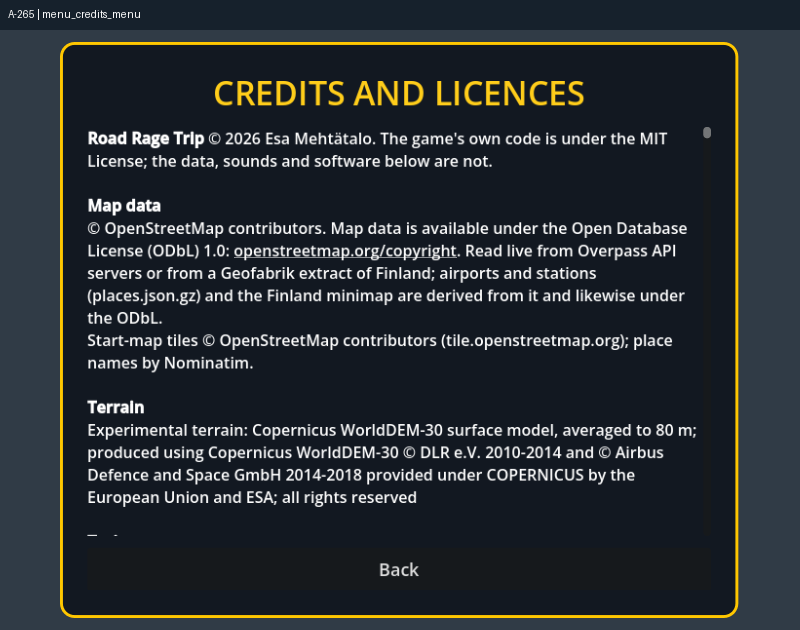 A-265 | menu_credits_menu
CREDITS AND LICENCES
Road Rage Trip © 2026 Esa Mehtätalo. The game's own code is under the MIT
License; the data, sounds and software below are not.
Map data
© OpenStreetMap contributors. Map data is available under the Open Database
License (ODbL) 1.0: openstreetmap.org/copyright. Read live from Overpass API
servers or from a Geofabrik extract of Finland; airports and stations
(places.json.gz) and the Finland minimap are derived from it and likewise under
the ODbL.
Start-map tiles © OpenStreetMap contributors (tile.openstreetmap.org); place
names by Nominatim.
Terrain
Experimental terrain: Copernicus WorldDEM-30 surface model, averaged to 80 m;
produced using Copernicus WorldDEM-30 © DLR e.V. 2010-2014 and © Airbus
Defence and Space GmbH 2014-2018 provided under COPERNICUS by the
European Union and ESA; all rights reserved
Back